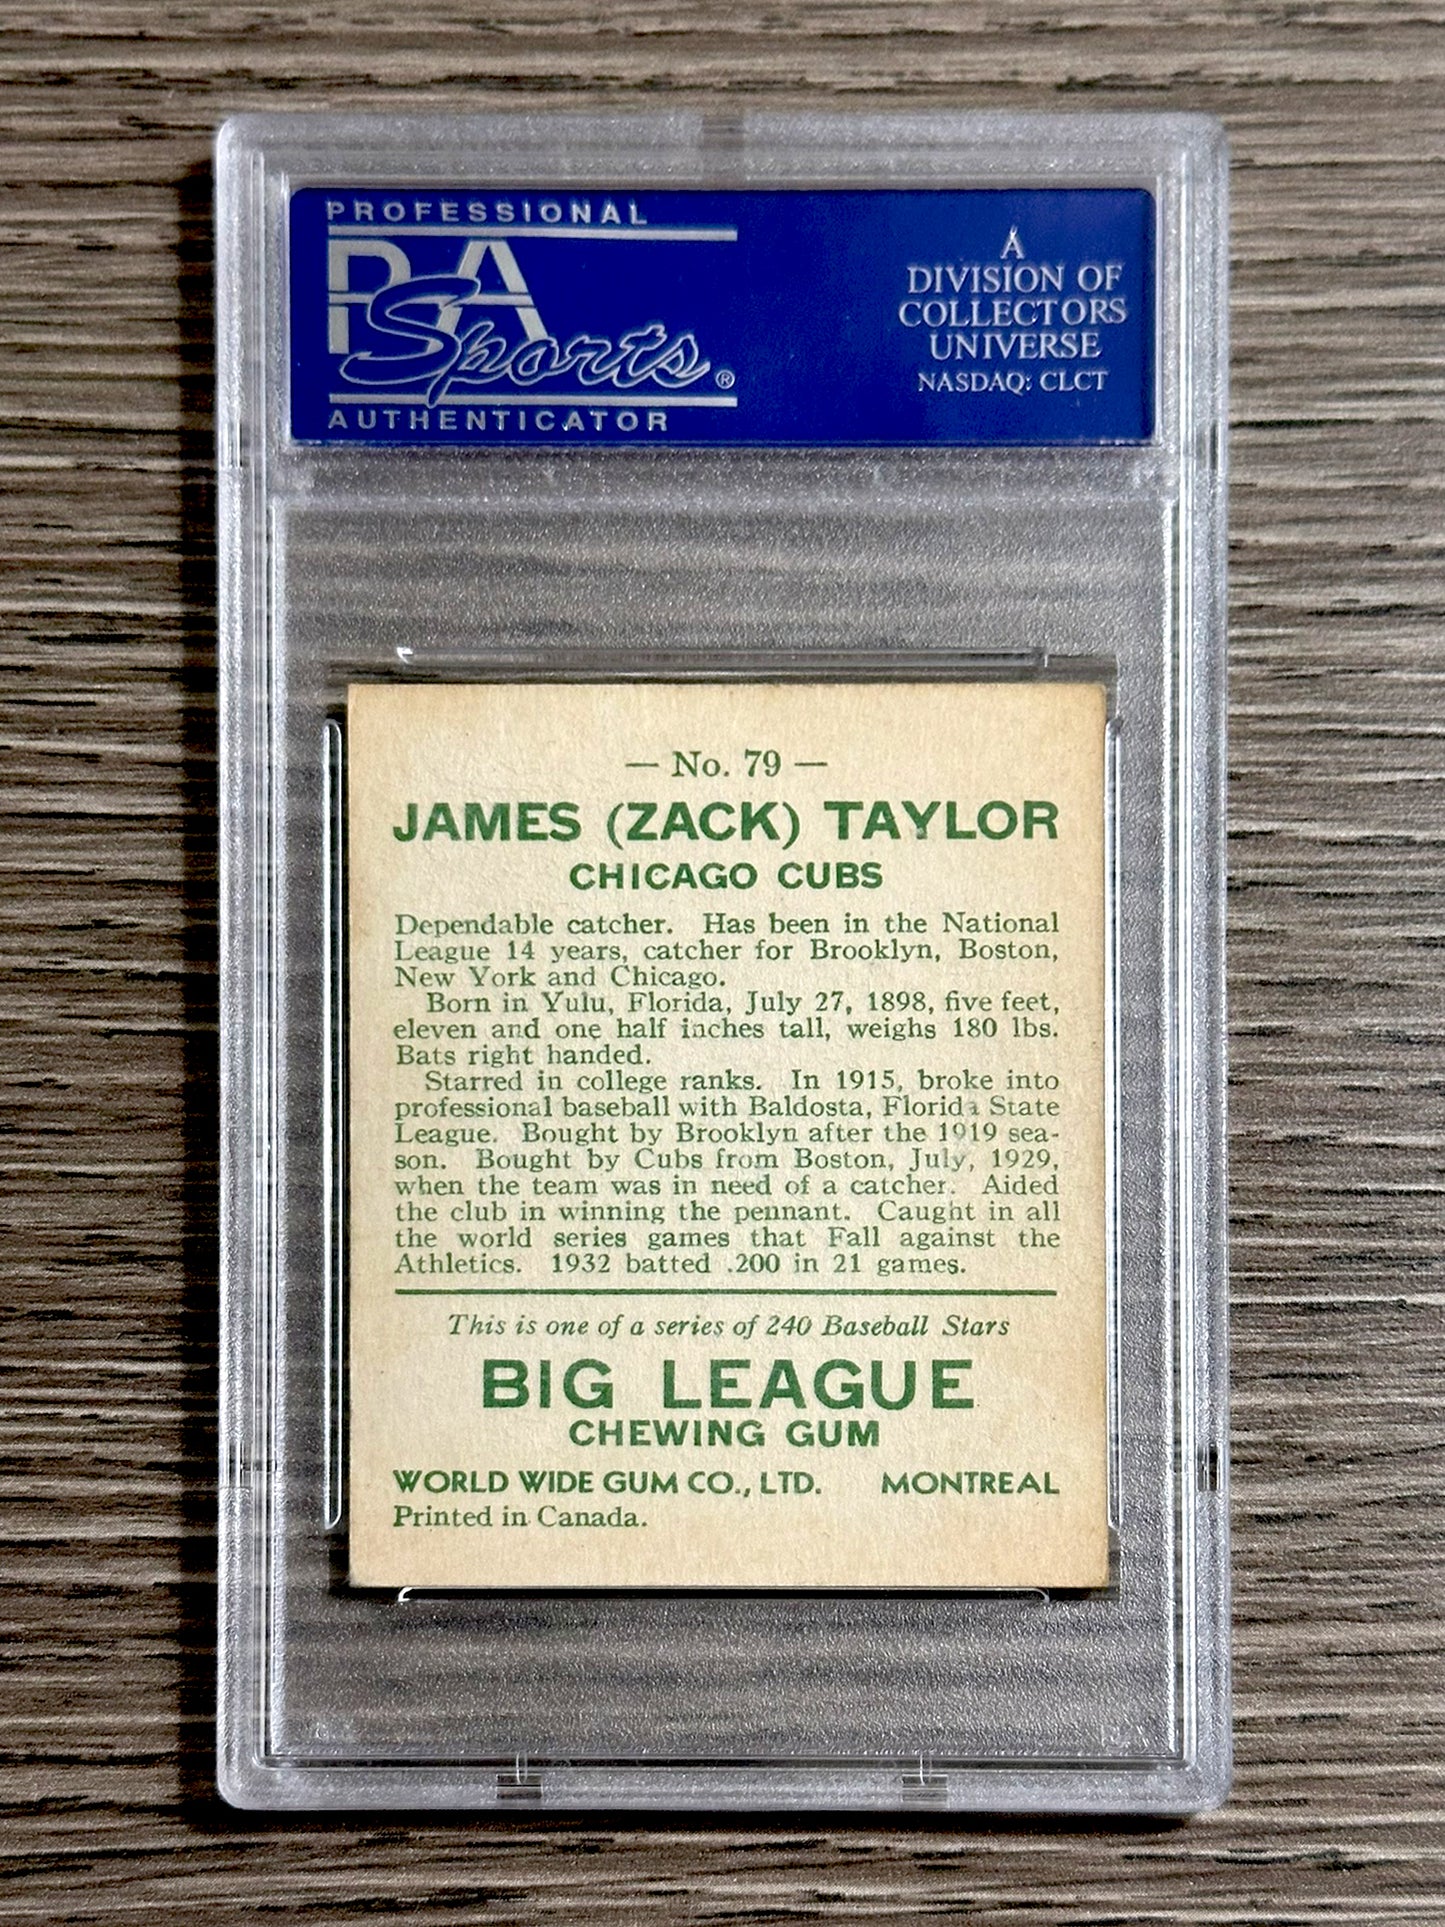 PROFESSIONAL
PSA
Sports®
AUTHENTICATOR
A
DIVISION OF
COLLECTORS
UNIVERSE
NASDAQ: CLCT
— No. 79 —
JAMES (ZACK) TAYLOR
CHICAGO CUBS
Dependable catcher. Has been in the National
League 14 years, catcher for Brooklyn, Boston,
New York and Chicago.
Born in Yulu, Florida, July 27, 1898, five feet,
eleven and one half inches tall, weighs 180 lbs.
Bats right handed.
Starred in college ranks. In 1915, broke into
professional baseball with Baldosta, Florida State
League. Bought by Brooklyn after the 1919 sea-
son. Bought by Cubs from Boston, July, 1929,
when the team was in need of a catcher. Aided
the club in winning the pennant. Caught in all
the world series games that Fall against the
Athletics. 1932 batted .200 in 21 games.
This is one of a series of 240 Baseball Stars
BIG LEAGUE
CHEWING GUM
WORLD WIDE GUM CO., LTD. MONTREAL
Printed in Canada.